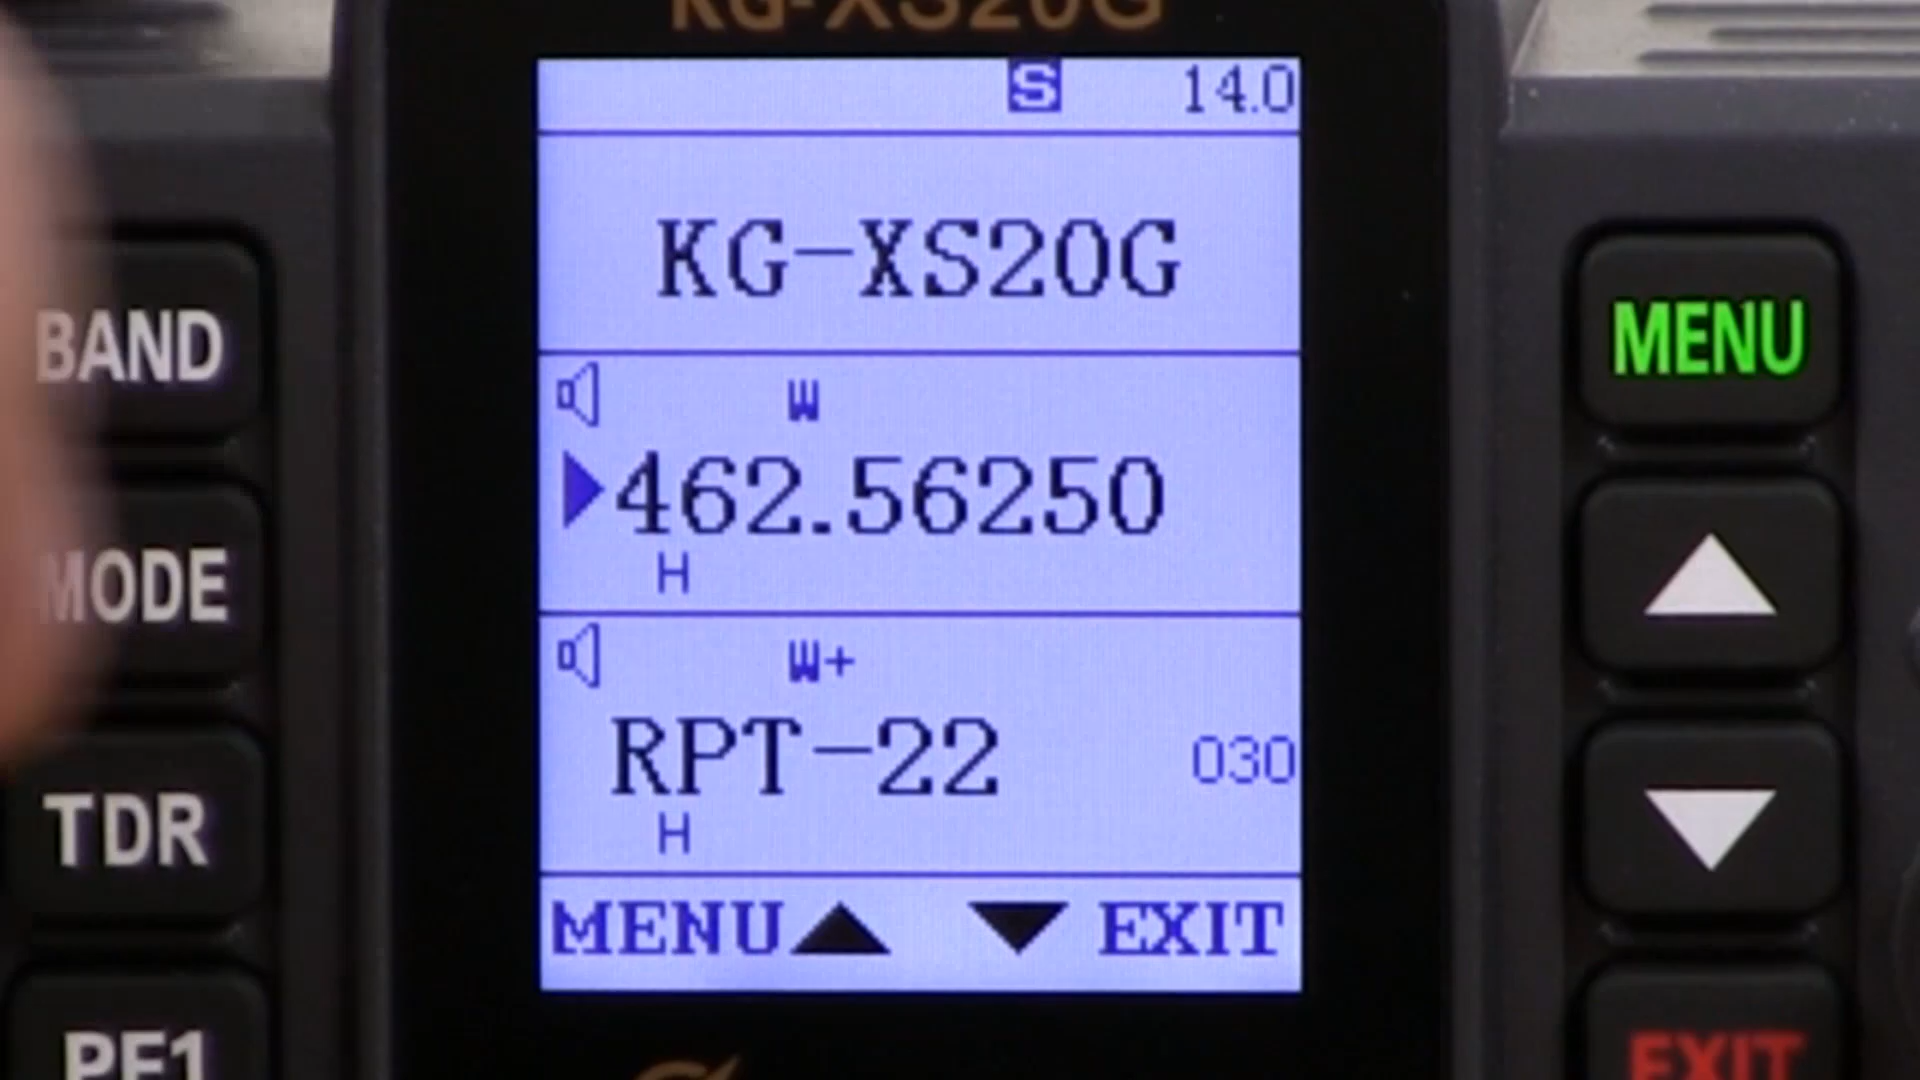 KG-XS20G
S 14.0
KG-XS20G
W
462.56250
H
W+
RPT-22 030
H
MENU EXIT
BAND
MODE
TDR
PF1
MENU
EXIT